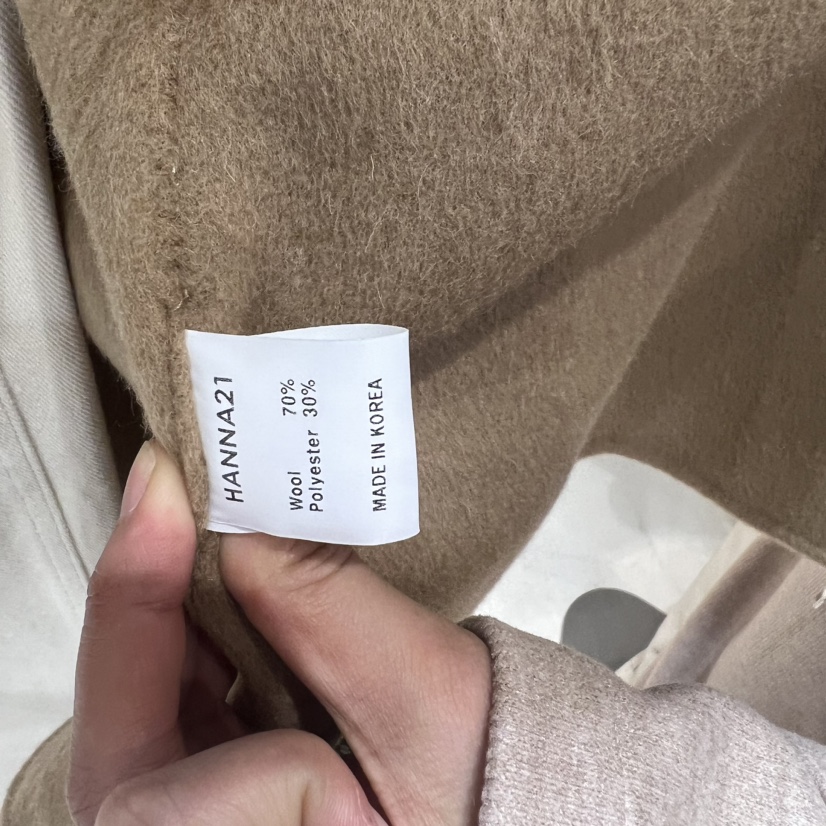 HANNA21
Wool 70%
Polyester 30%
MADE IN KOREA